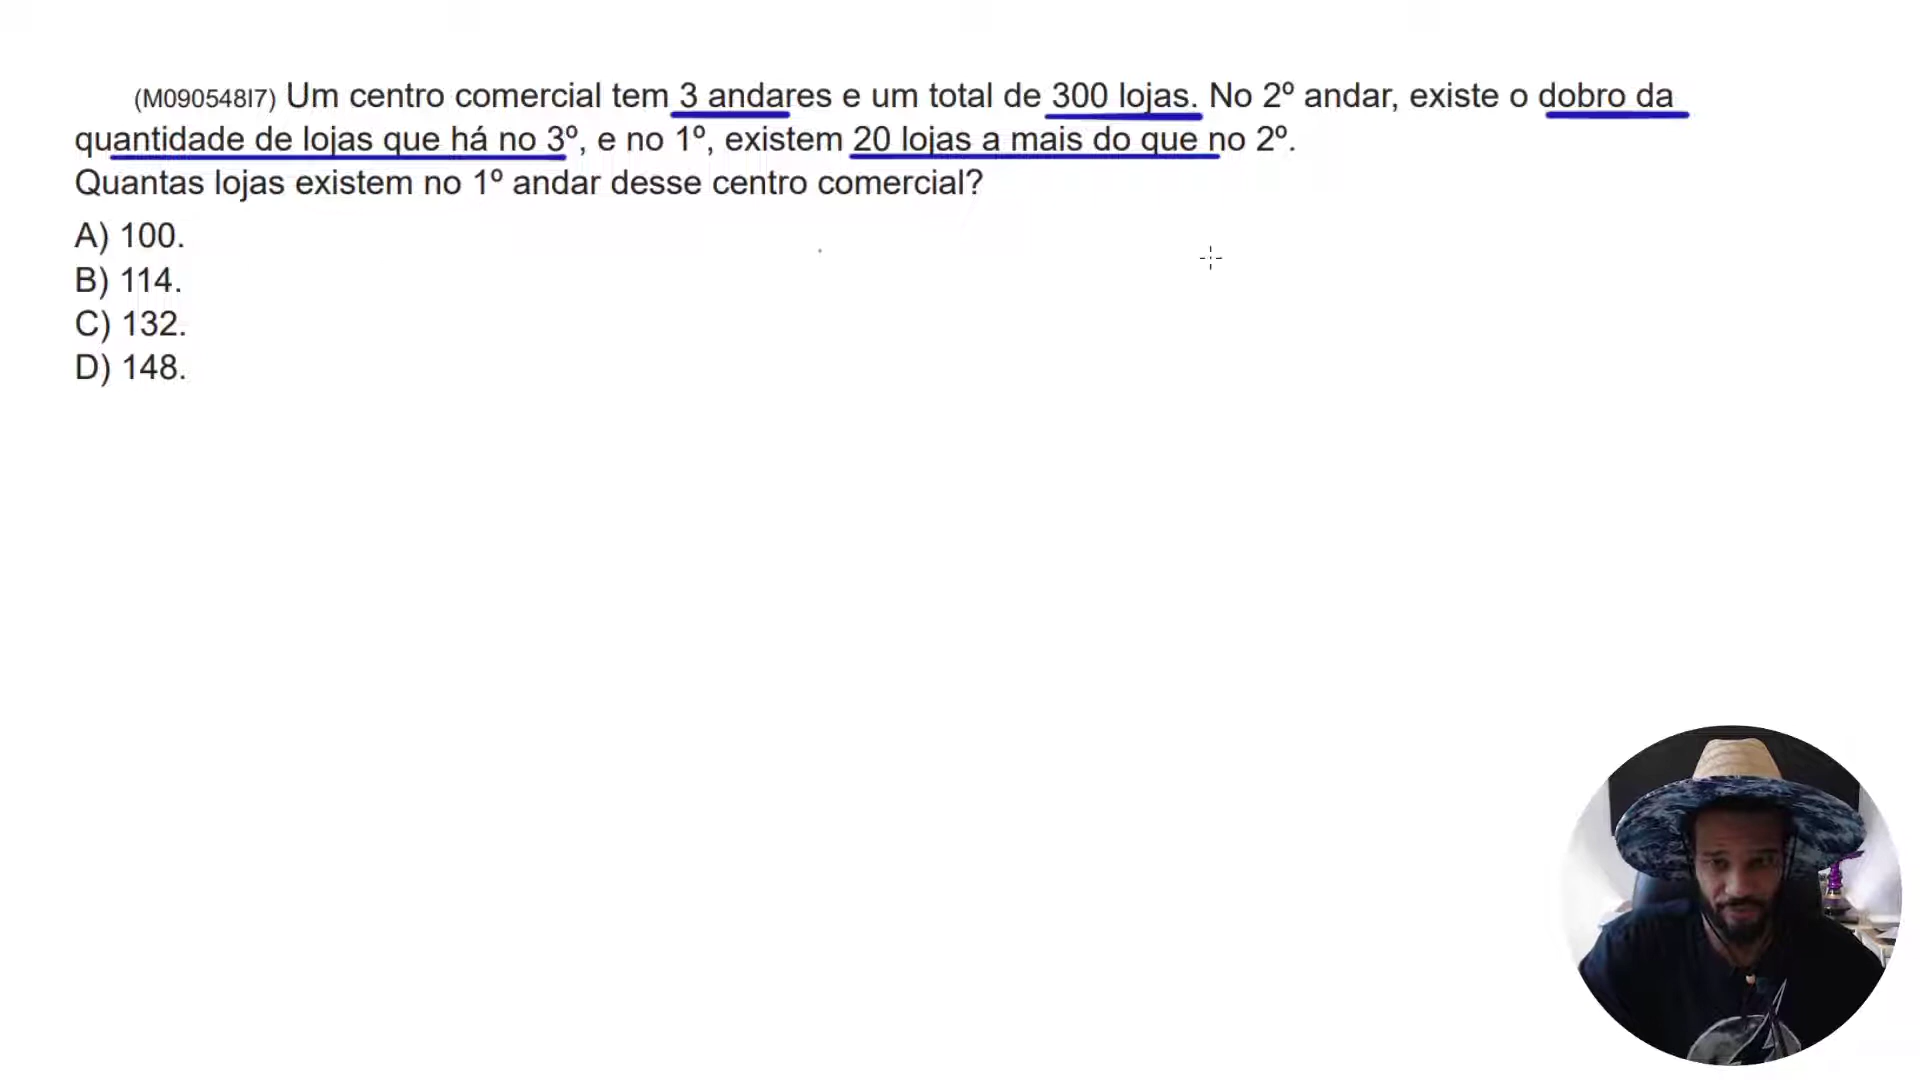 (M090548I7) Um centro comercial tem 3 andares e um total de 300 lojas. No 2º andar, existe o dobro da
quantidade de lojas que há no 3º, e no 1º, existem 20 lojas a mais do que no 2º.
Quantas lojas existem no 1º andar desse centro comercial?
A) 100.
B) 114.
C) 132.
D) 148.